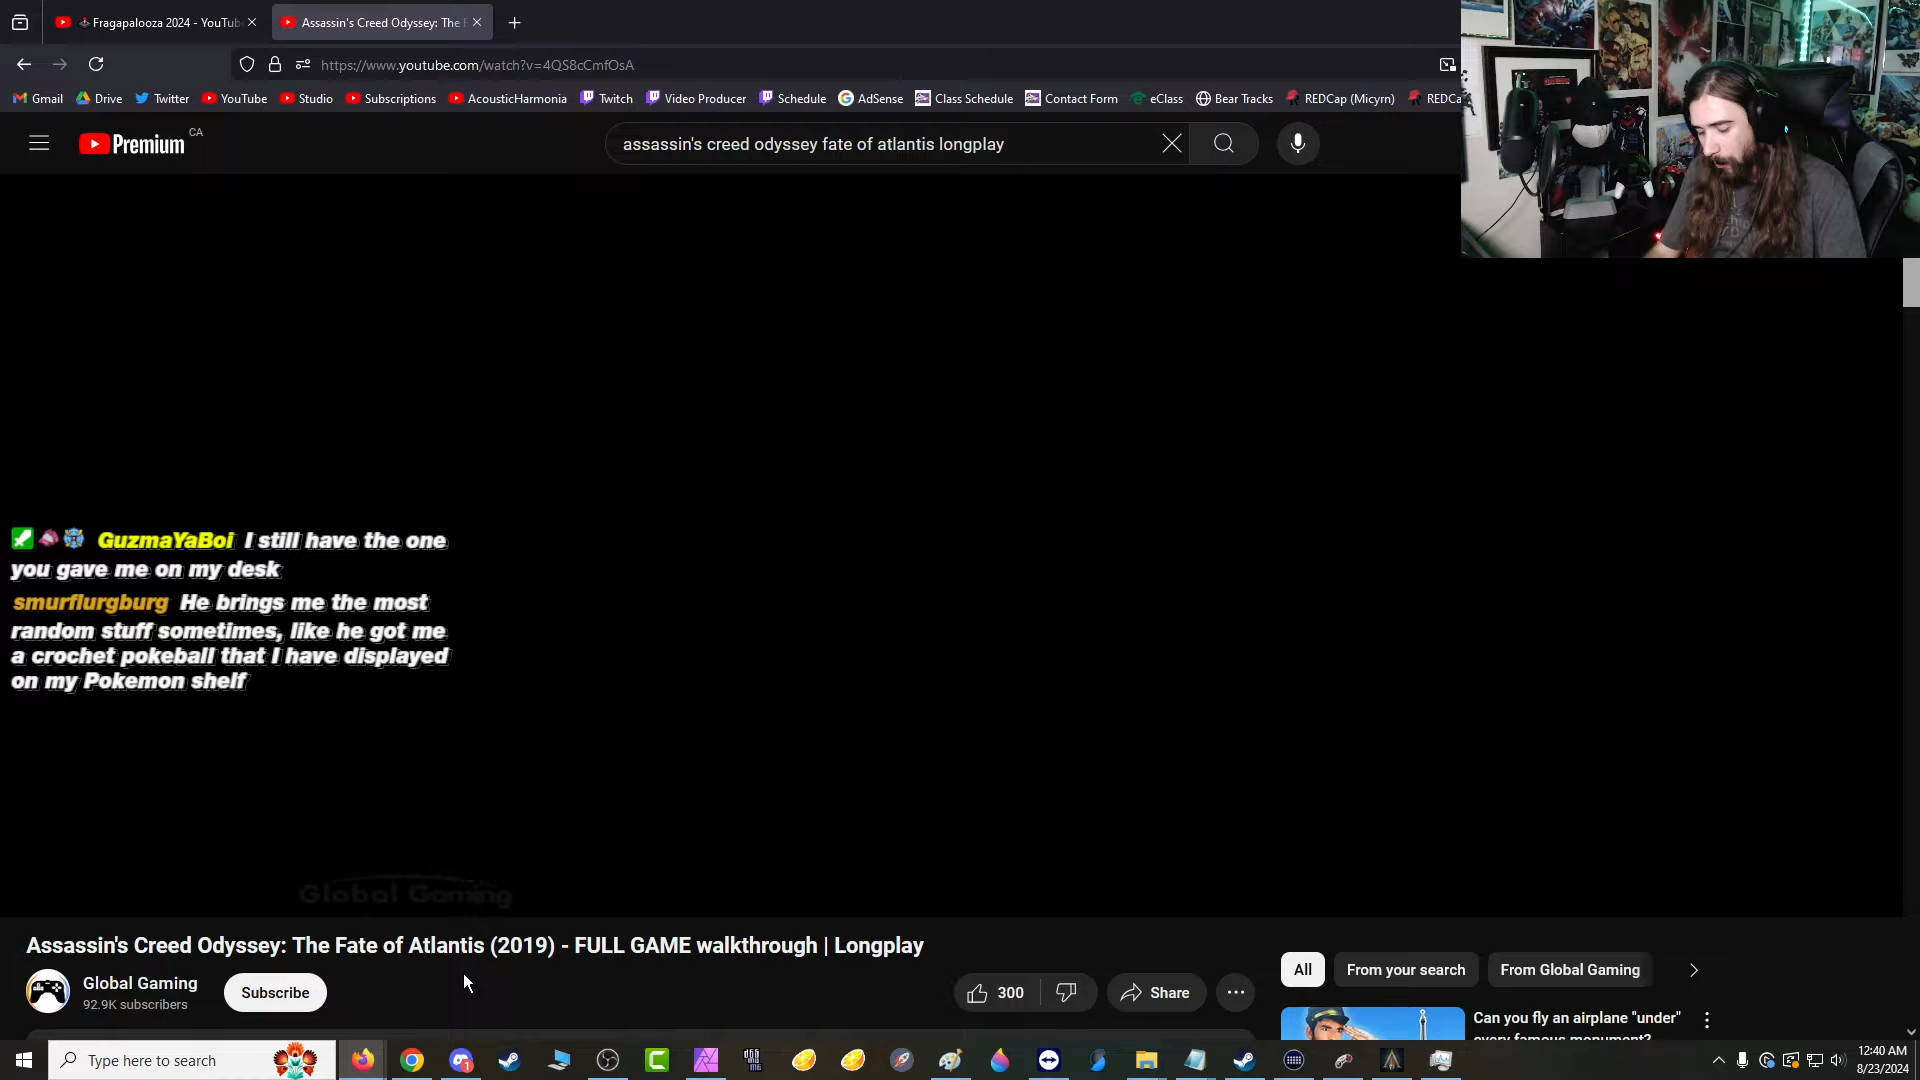 Fragapalooza 2024 - YouTub
Assassin's Creed Odyssey: The F
https://www.youtube.com/watch?v=4QS8cCmfOsA
Gmail Drive Twitter YouTube Studio Subscriptions AcousticHarmonia Twitch Video Producer Schedule AdSense Class Schedule Contact Form eClass Bear Tracks REDCap (Micyrn) REDCa
Premium CA
assassin's creed odyssey fate of atlantis longplay
GuzmaYaBoi I still have the one
you gave me on my desk
smurflurgburg He brings me the most
random stuff sometimes, like he got me
a crochet pokeball that I have displayed
on my Pokemon shelf
Global Gaming
Assassin's Creed Odyssey: The Fate of Atlantis (2019) - FULL GAME walkthrough | Longplay
Global Gaming
92.9K subscribers
Subscribe
300
Share
All
From your search
From Global Gaming
Can you fly an airplane "under"
every famous monument?
Type here to search
12:40 AM
8/23/2024